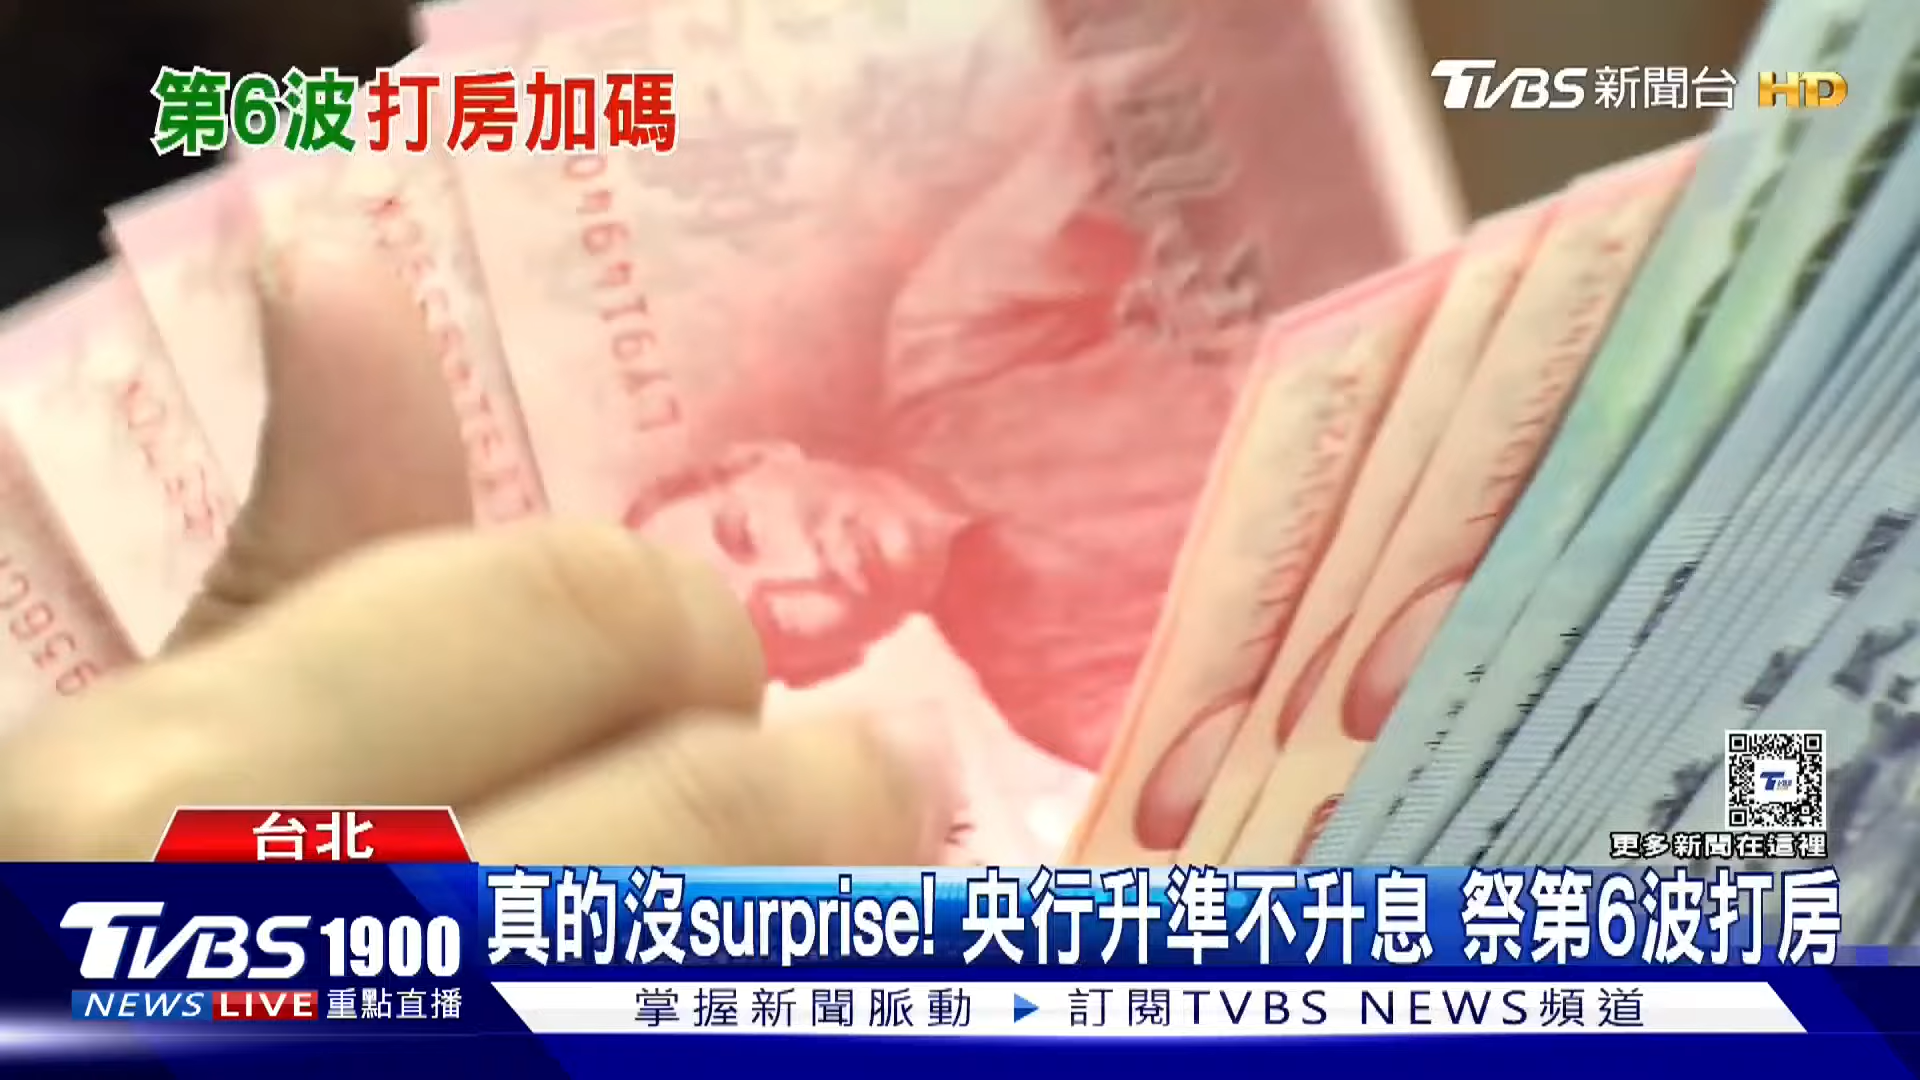 第6波打房加碼
TVBS新聞台 HD
更多新聞在這裡
台北
真的沒surprise! 央行升準不升息 祭第6波打房
TVBS 1900
NEWS LIVE 重點直播
掌握新聞脈動 ▶ 訂閱TVBS NEWS頻道